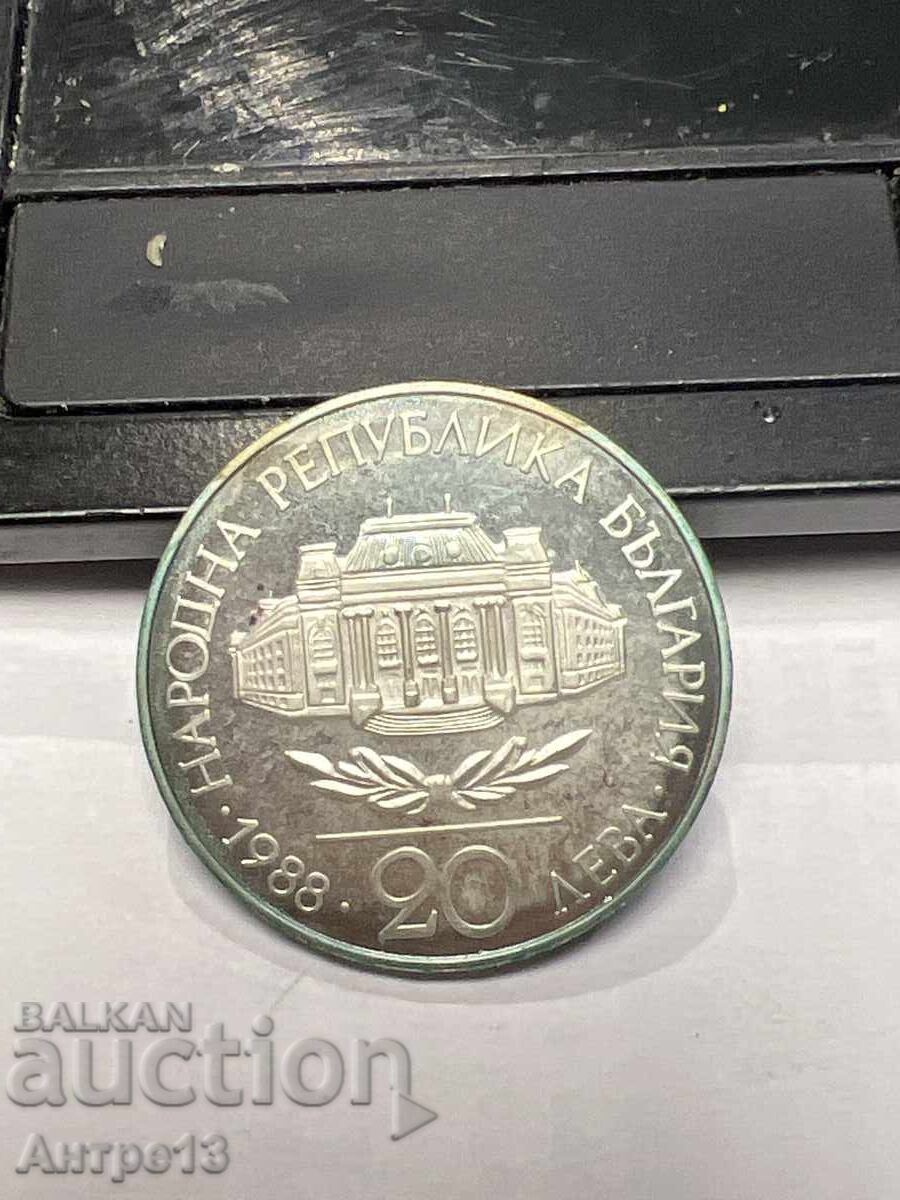 НАРОДНА РЕПУБЛИКА БЪЛГАРИЯ
· 1988 · 20 ЛЕВА ·
BALKAN
auction
Антре13